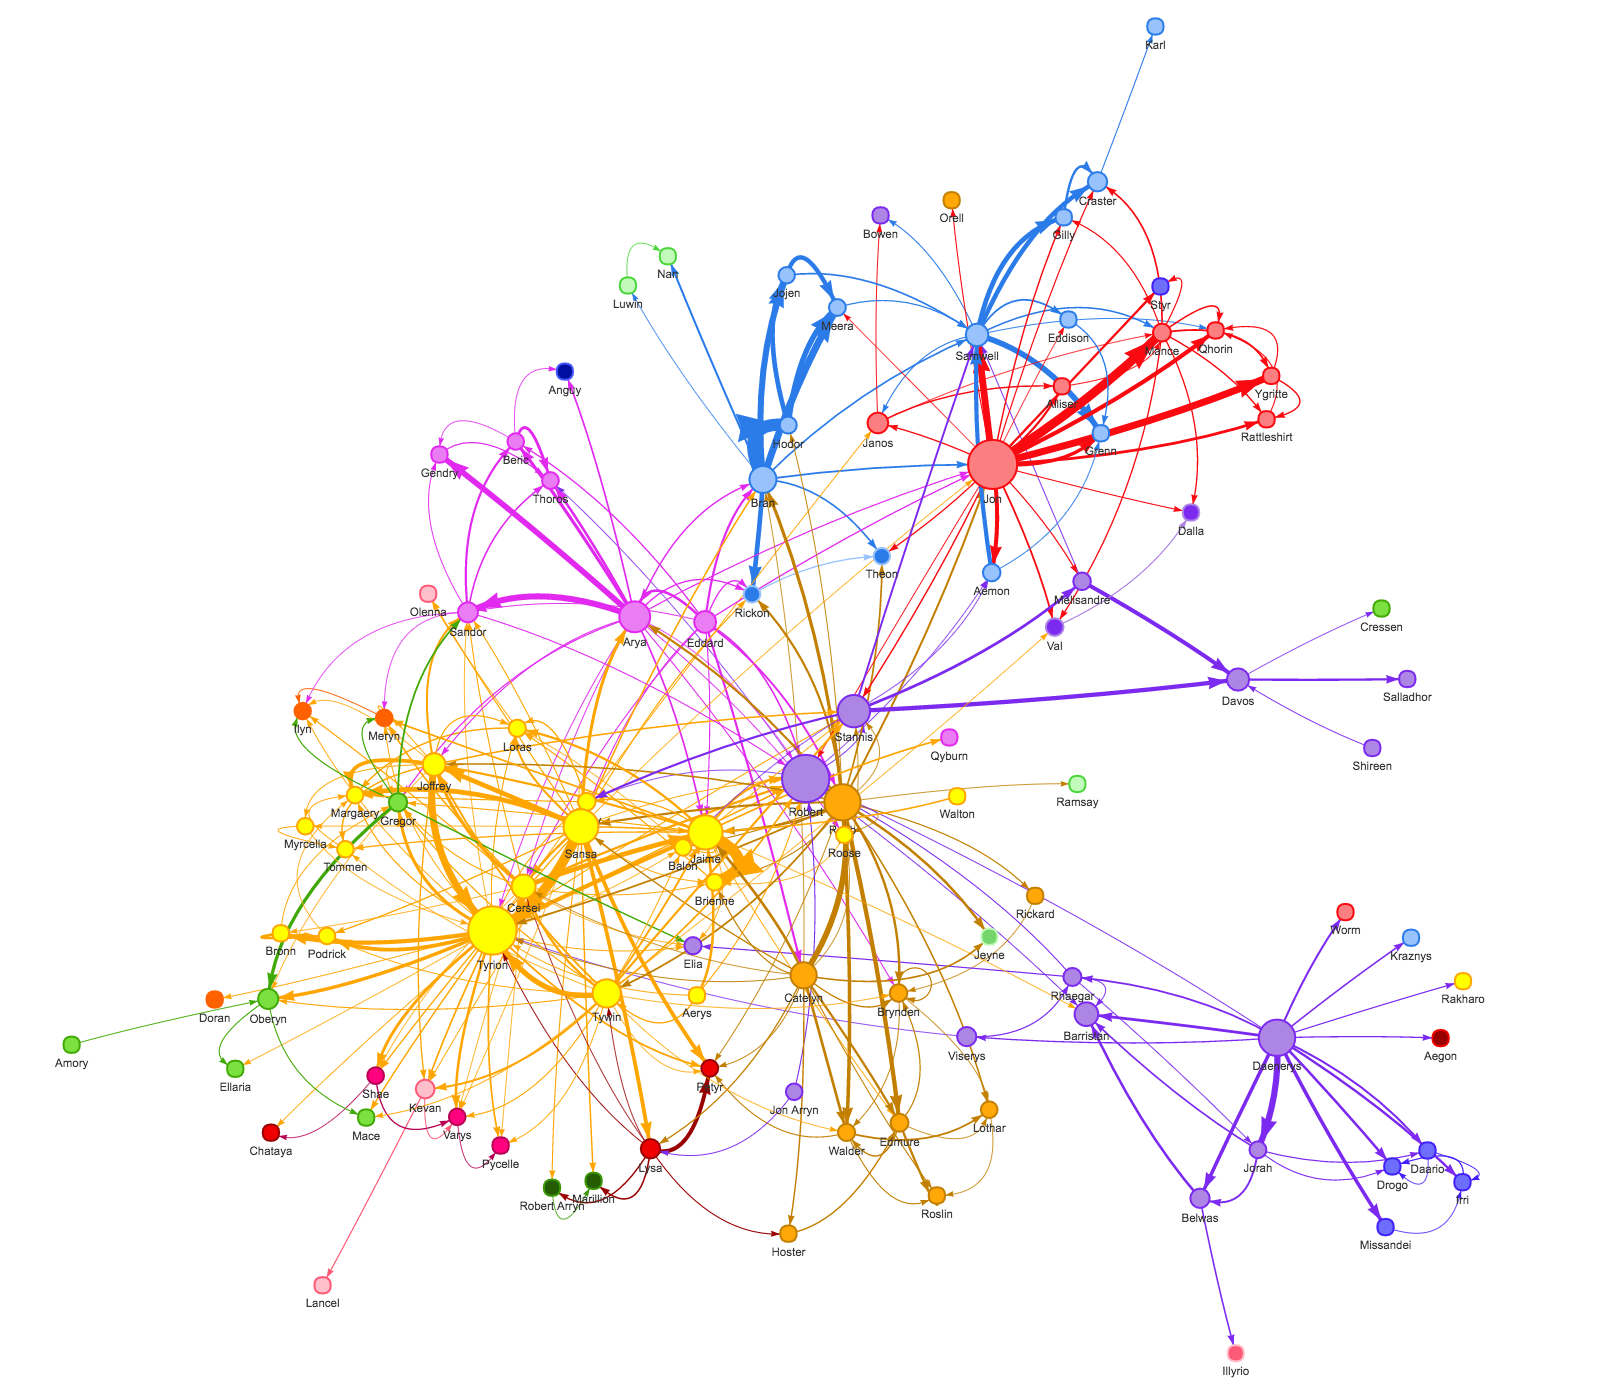 Karl
Craster
Orell
Bowen
Gilly
Nan
Luwin
Jojen
Styr
Meera
Eddison
Samwell
Mance
Qhorin
Anguy
Ygritte
Alliser
Rattleshirt
Hodor
Janos
Grenn
Beric
Gendry
Thoros
Bran
Jon
Dalla
Theon
Aemon
Melisandre
Olenna
Rickon
Sandor
Arya
Eddard
Val
Cressen
Davos
Salladhor
Ilyn
Meryn
Loras
Stannis
Qyburn
Shireen
Joffrey
Margaery
Gregor
Robert
Ramsay
Walton
Myrcella
Sansa
Jaime
Roose
Tommen
Balon
Brienne
Cersei
Rickard
Worm
Bronn
Podrick
Tyrion
Elia
Jeyne
Kraznys
Rhaegar
Rakharo
Doran
Oberyn
Tywin
Aerys
Catelyn
Brynden
Barristan
Viserys
Daenerys
Aegon
Amory
Ellaria
Shae
Kevan
Petyr
Jon Arryn
Mace
Varys
Chataya
Pycelle
Lysa
Walder
Edmure
Lothar
Jorah
Daario
Drogo
Irri
Robert Arryn
Marillion
Roslin
Belwas
Missandei
Hoster
Lancel
Illyrio